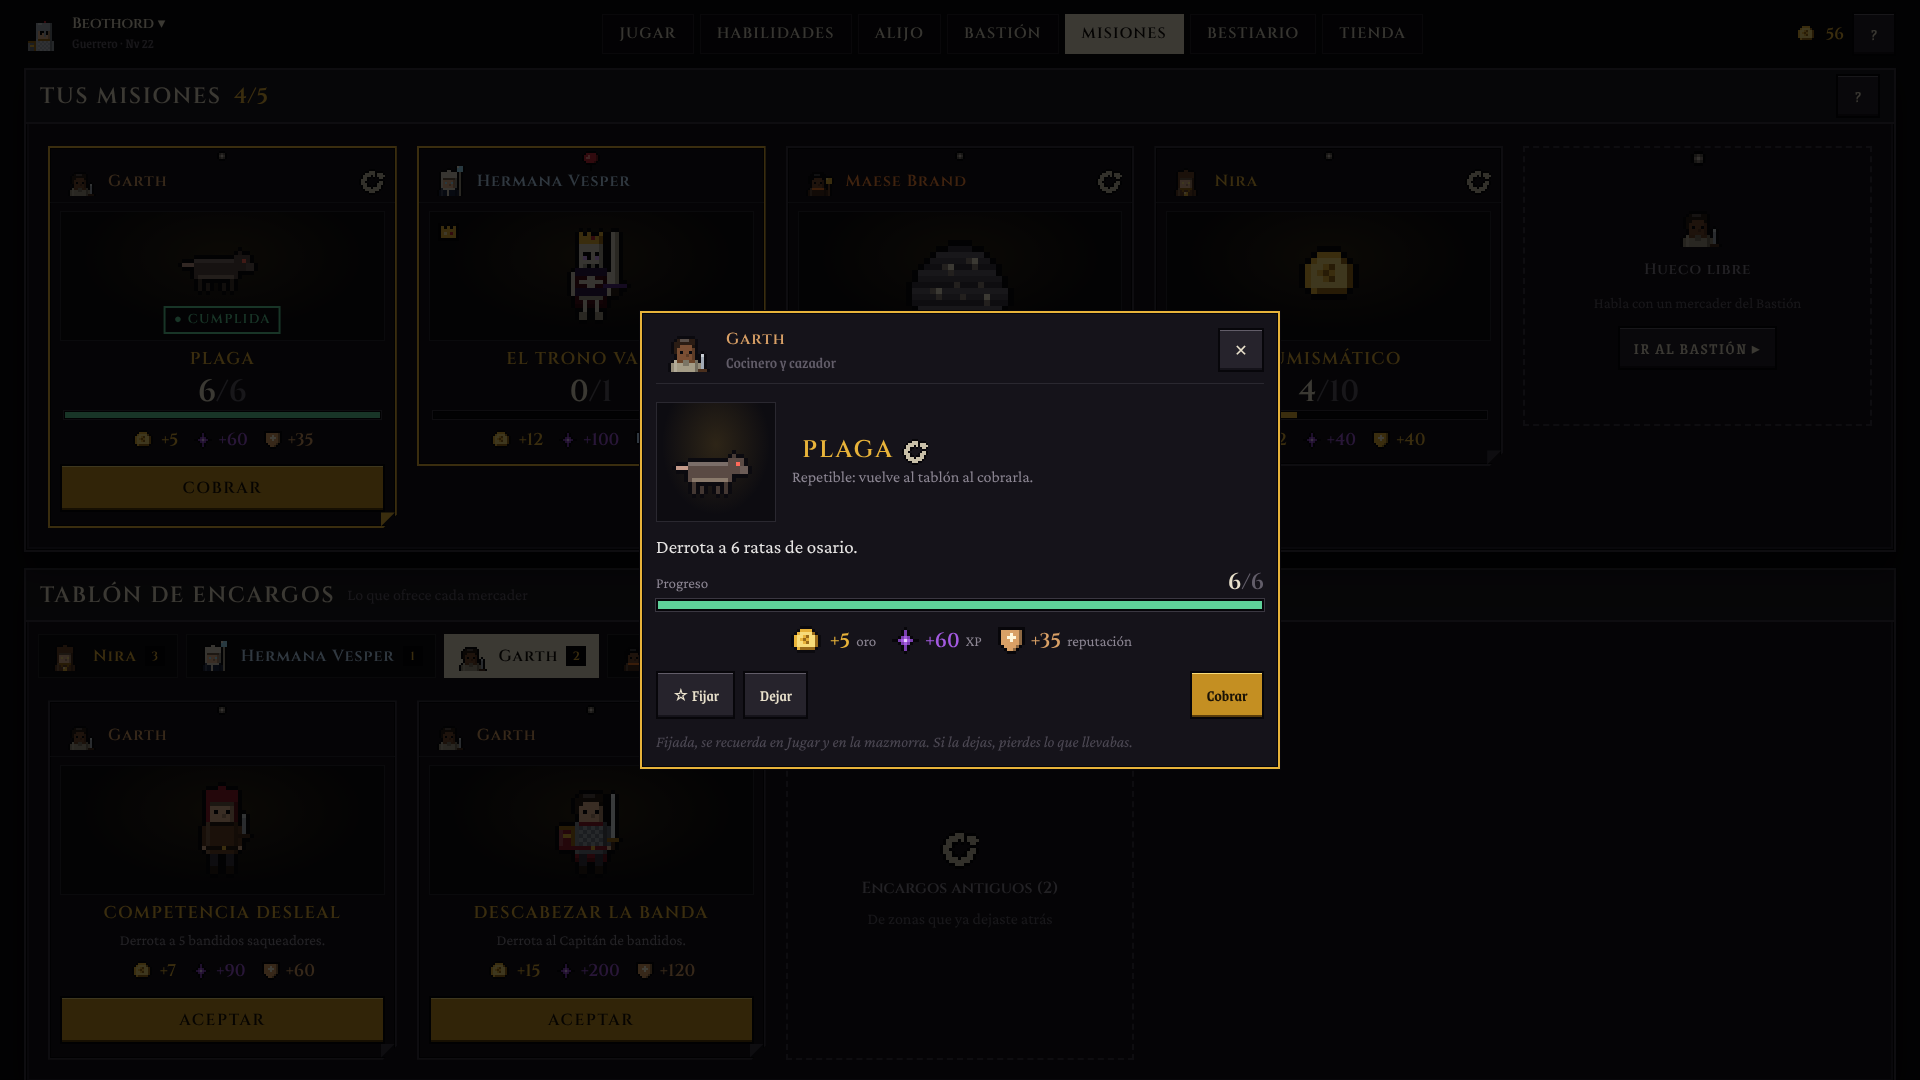 Beothord ▾
Guerrero · Nv 22
JUGAR
HABILIDADES
ALIJO
BASTIÓN
MISIONES
BESTIARIO
TIENDA
56
?
TUS MISIONES 4/5
?
Garth
CUMPLIDA
PLAGA
6/6
+5 +60 +35
COBRAR
Hermana Vesper
EL TRONO VA
0/1
+12 +100
Maese Brand
Nira
UMISMÁTICO
4/10
2 +40 +40
Hueco libre
Habla con un mercader del Bastión
IR AL BASTIÓN ▸
Garth
Cocinero y cazador
×
PLAGA
Repetible: vuelve al tablón al cobrarla.
Derrota a 6 ratas de osario.
Progreso 6/6
+5 oro +60 XP +35 reputación
☆ Fijar
Dejar
Cobrar
Fijada, se recuerda en Jugar y en la mazmorra. Si la dejas, pierdes lo que llevabas.
TABLÓN DE ENCARGOS Lo que ofrece cada mercader
Nira 3
Hermana Vesper 1
Garth 2
Garth
COMPETENCIA DESLEAL
Derrota a 5 bandidos saqueadores.
+7 +90 +60
ACEPTAR
Garth
DESCABEZAR LA BANDA
Derrota al Capitán de bandidos.
+15 +200 +120
ACEPTAR
Encargos antiguos (2)
De zonas que ya dejaste atrás